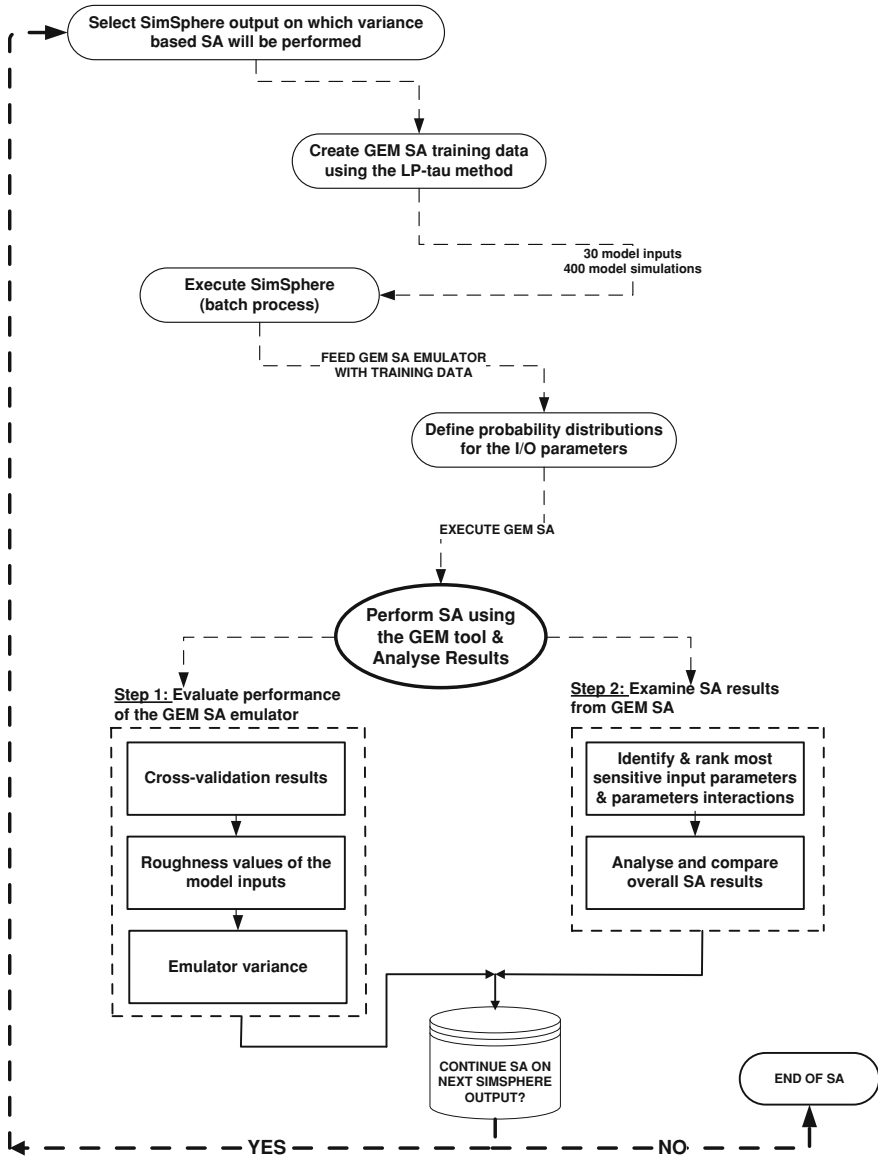 Select SimSphere output on which variance
based SA will be performed
Create GEM SA training data
using the LP-tau method
30 model inputs
400 model simulations
Execute SimSphere
(batch process)
FEED GEM SA EMULATOR
WITH TRAINING DATA
Define probability distributions
for the I/O parameters
EXECUTE GEM SA
Perform SA using
the GEM tool &
Analyse Results
Step 1: Evaluate performance
of the GEM SA emulator
Cross-validation results
Roughness values of the
model inputs
Emulator variance
Step 2: Examine SA results
from GEM SA
Identify & rank most
sensitive input parameters
& parameters interactions
Analyse and compare
overall SA results
CONTINUE SA ON
NEXT SIMSPHERE
OUTPUT?
END OF SA
YES
NO